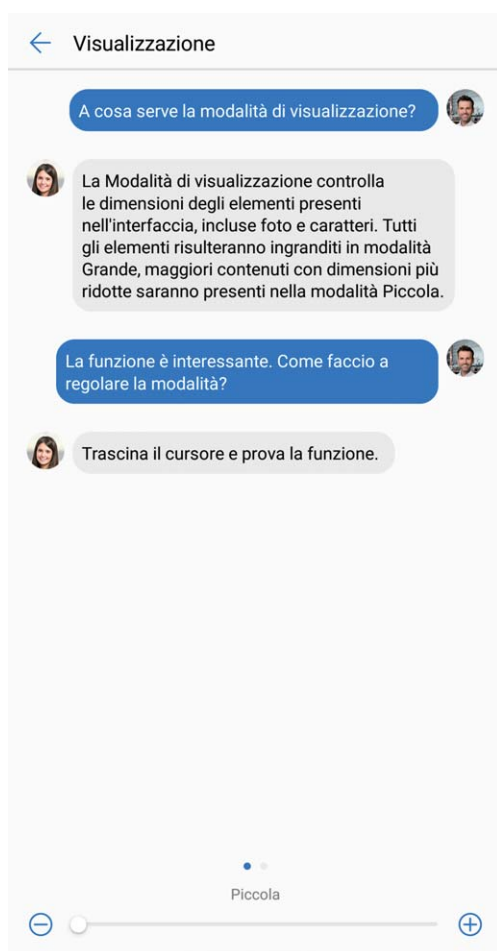 Visualizzazione
A cosa serve la modalità di visualizzazione?
La Modalità di visualizzazione controlla
le dimensioni degli elementi presenti
nell'interfaccia, incluse foto e caratteri. Tutti
gli elementi risulteranno ingranditi in modalità
Grande, maggiori contenuti con dimensioni più
ridotte saranno presenti nella modalità Piccola.
La funzione è interessante. Come faccio a
regolare la modalità?
Trascina il cursore e prova la funzione.
Piccola